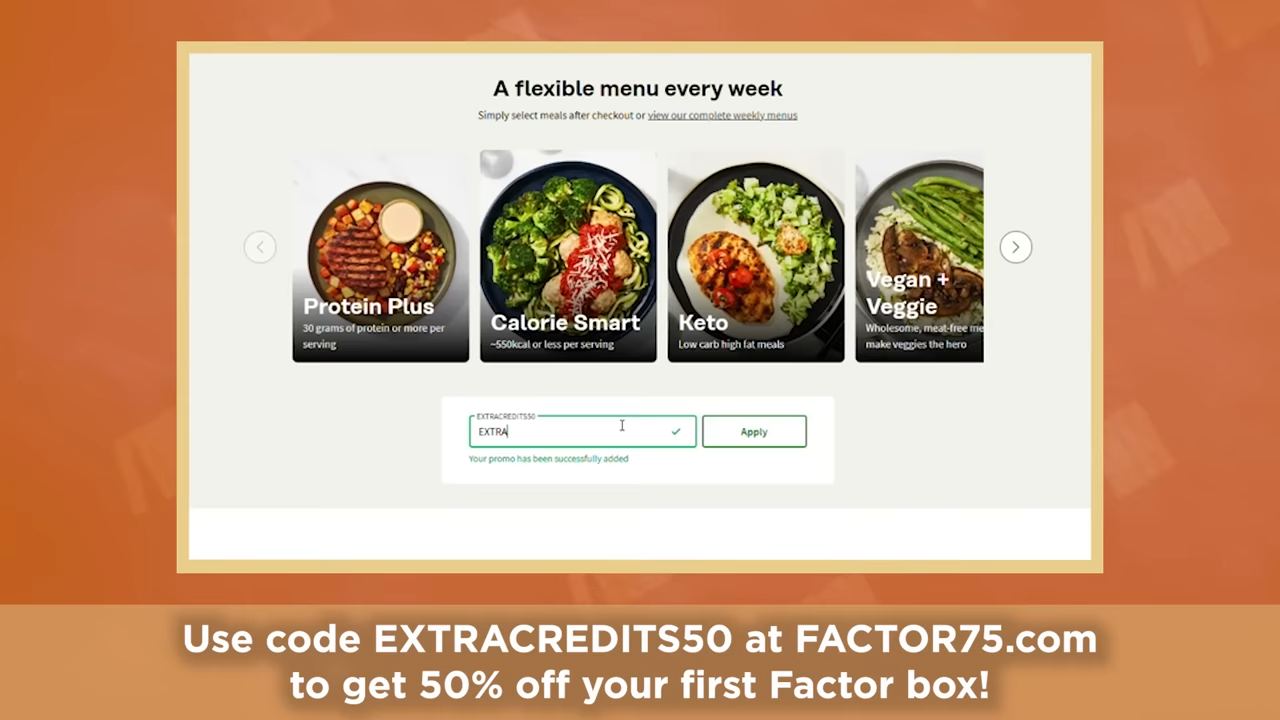 A flexible menu every week
Simply select meals after checkout or view our complete weekly menus
Protein Plus
30 grams of protein or more per
serving
Calorie Smart
~550kcal or less per serving
Keto
Low carb high fat meals
Vegan +
Veggie
Wholesome, meat-free me
make veggies the hero
EXTRACREDITS50
EXTRA
Apply
Your promo has been successfully added
Use code EXTRACREDITS50 at FACTOR75.com
to get 50% off your first Factor box!